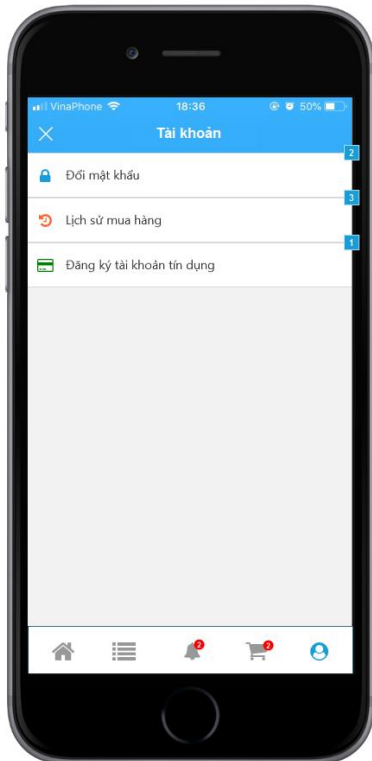 VinaPhone 18:36 50%
Tài khoản
2
Đổi mật khẩu
3
Lịch sử mua hàng
1
Đăng ký tài khoản tín dụng
2 2